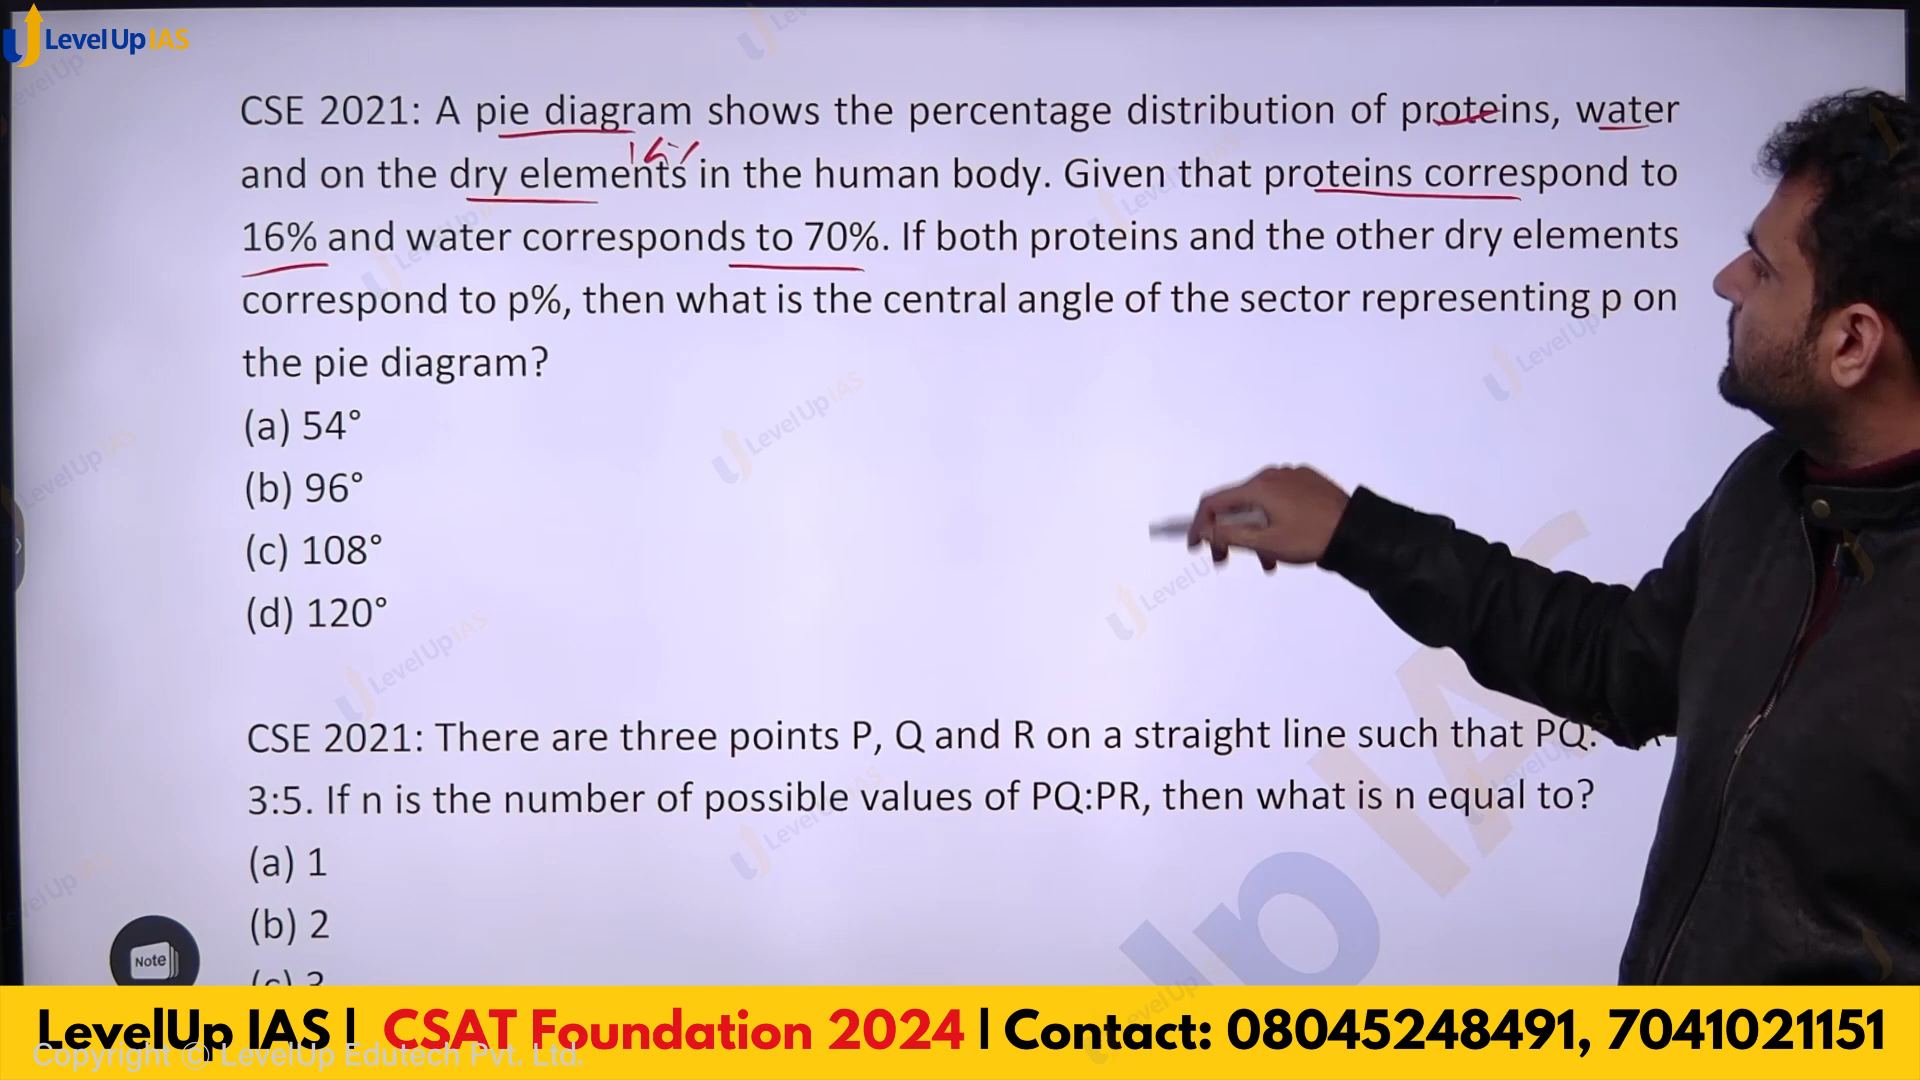 LevelUp IAS
CSE 2021: A pie diagram shows the percentage distribution of proteins, water
and on the dry elements in the human body. Given that proteins correspond to
16% and water corresponds to 70%. If both proteins and the other dry elements
correspond to p%, then what is the central angle of the sector representing p on
the pie diagram?
(a) 54°
(b) 96°
(c) 108°
(d) 120°
CSE 2021: There are three points P, Q and R on a straight line such that PQ:
3:5. If n is the number of possible values of PQ:PR, then what is n equal to?
(a) 1
(b) 2
Note
LevelUp IAS | CSAT Foundation 2024 | Contact: 08045248491, 7041021151
Copyright © LevelUp Edutech Pvt. Ltd.